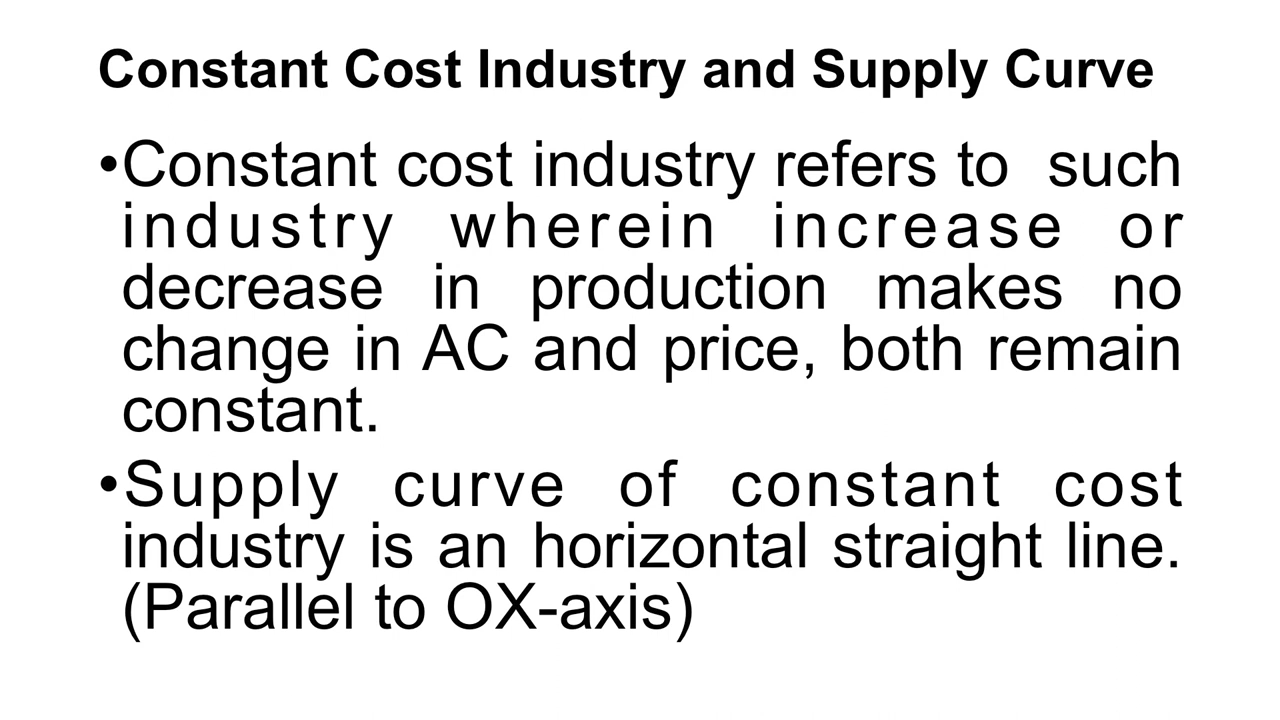 Constant Cost Industry and Supply Curve
•Constant cost industry refers to such
industry wherein increase or
decrease in production makes no
change in AC and price, both remain
constant.
•Supply curve of constant cost
industry is an horizontal straight line.
(Parallel to OX-axis)